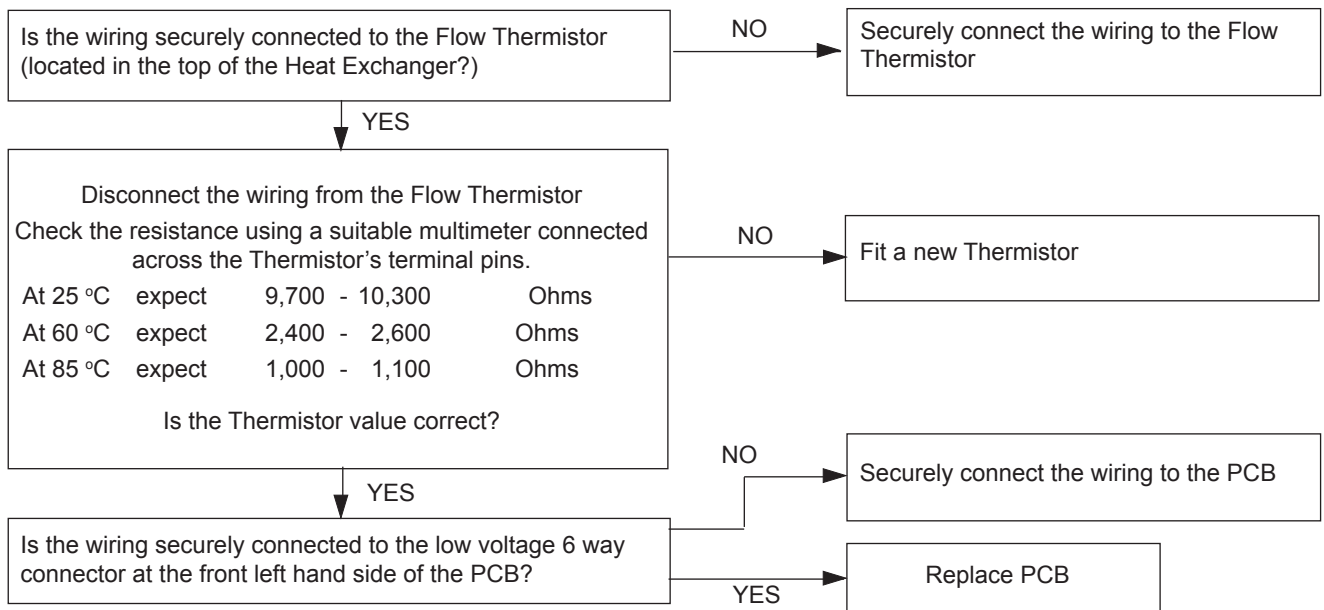 Is the wiring securely connected to the Flow Thermistor
(located in the top of the Heat Exchanger?)
NO
Securely connect the wiring to the Flow
Thermistor
YES
Disconnect the wiring from the Flow Thermistor
Check the resistance using a suitable multimeter connected
across the Thermistor’s terminal pins.
At 25 °C expect 9,700 - 10,300 Ohms
At 60 °C expect 2,400 - 2,600 Ohms
At 85 °C expect 1,000 - 1,100 Ohms
Is the Thermistor value correct?
NO
Fit a new Thermistor
YES
Is the wiring securely connected to the low voltage 6 way
connector at the front left hand side of the PCB?
NO
Securely connect the wiring to the PCB
YES
Replace PCB